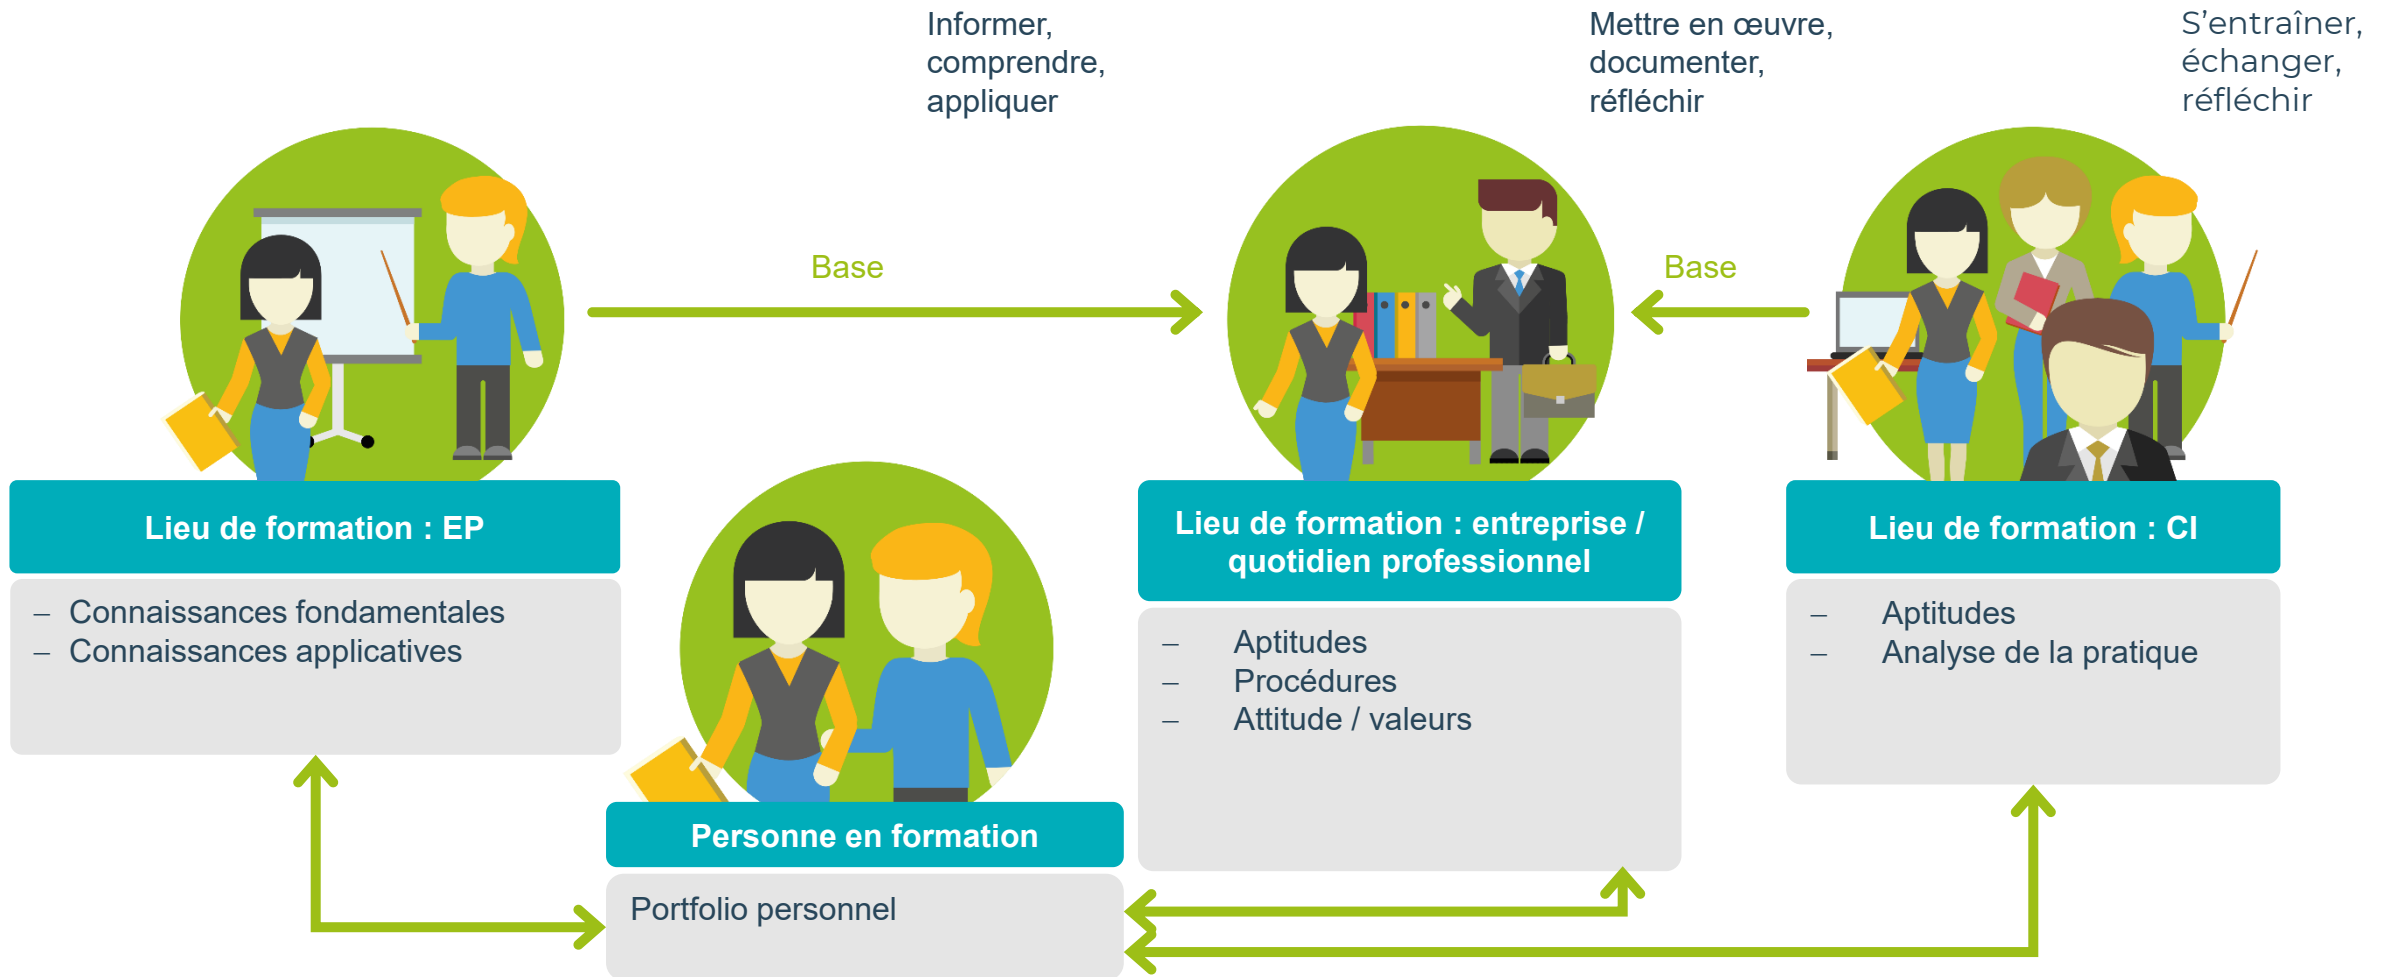 Informer,
comprendre,
appliquer
Mettre en œuvre,
documenter,
réfléchir
S’entraîner,
échanger,
réfléchir
Base
Base
Lieu de formation : EP
– Connaissances fondamentales
– Connaissances applicatives
Lieu de formation : entreprise /
quotidien professionnel
– Aptitudes
– Procédures
– Attitude / valeurs
Lieu de formation : CI
– Aptitudes
– Analyse de la pratique
Personne en formation
Portfolio personnel